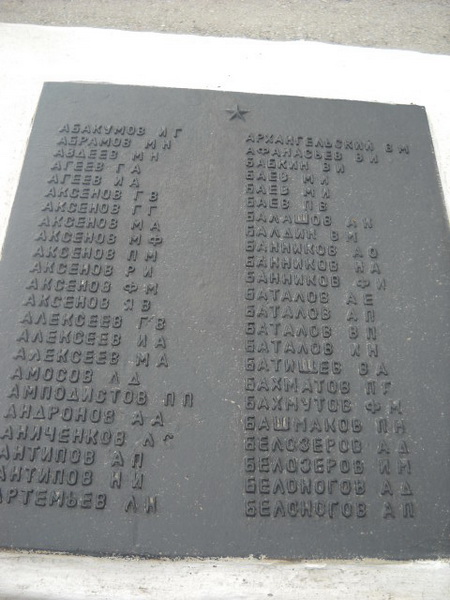 АБАКУМОВ И Г
АБРАМОВ М Н
АВДЕЕВ М Н
АГЕЕВ Г А
АГЕЕВ И А
АКСЕНОВ Г В
АКСЕНОВ Г Г
АКСЕНОВ М А
АКСЕНОВ М Ф
АКСЕНОВ П М
АКСЕНОВ Р И
АКСЕНОВ Ф М
АКСЕНОВ Я В
АЛЕКСЕЕВ Г В
АЛЕКСЕЕВ И А
АЛЕКСЕЕВ М А
АМОСОВ Л Д
АМПОДИСТОВ П П
АНДРОНОВ А А
АНИЧЕНКОВ А С
АНТИПОВ А П
АНТИПОВ Н И
АРТЕМЬЕВ Л Н
АРХАНГЕЛЬСКИЙ В М
АФАНАСЬЕВ В И
БАБКИН З И
БАЕВ М И
БАЕВ М И
БАЕВ П В
БАЛАШОВ А Н
БАЛДИН В М
БАННИКОВ А О
БАННИКОВ Н А
БАННИКОВ Ф И
БАТАЛОВ А Е
БАТАЛОВ А П
БАТАЛОВ В П
БАТАЛОВ К Н
БАТИЩЕВ З А
БАХМАТОВ П Г
БАХМУТОВ Ф М
БАШМАКОВ П М
БЕЛОЗЕРОВ А Д
БЕЛОЗЕРОВ И М
БЕЛОНОГОВ А Д
БЕЛОНОГОВ А П